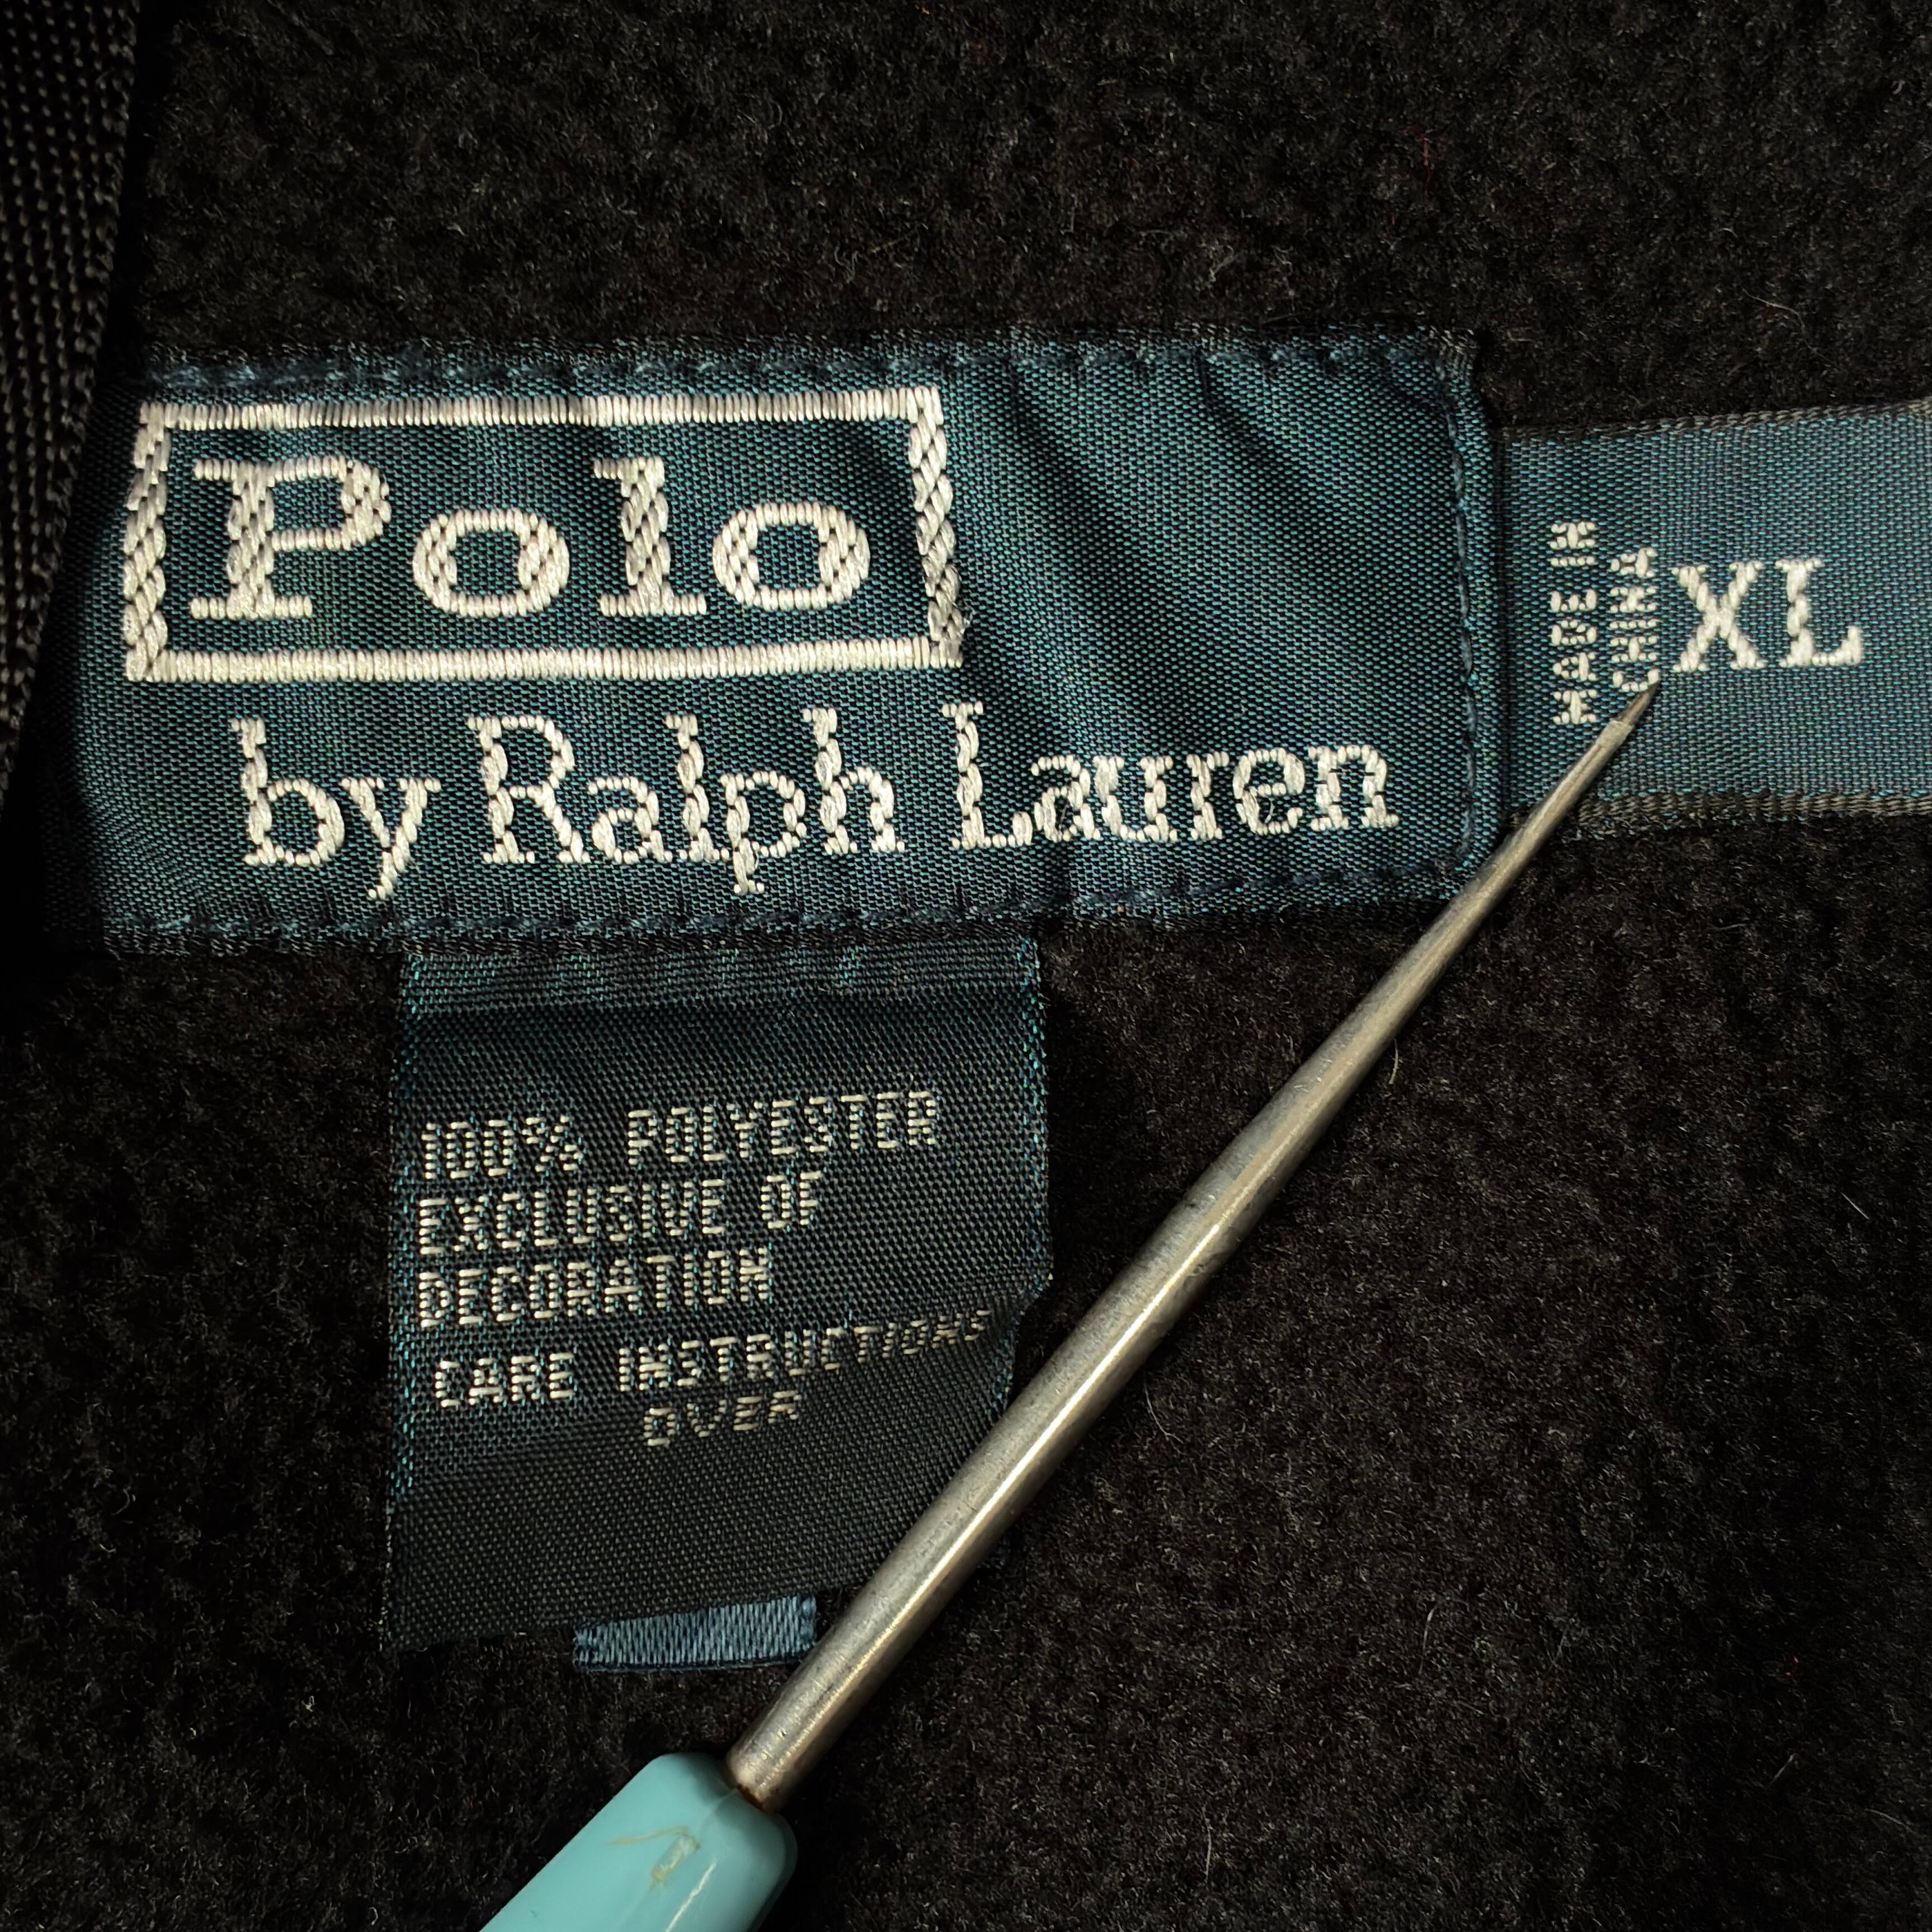 Polo
by Ralph Lauren
MADE IN
CHINA
XL
100% POLYESTER
EXCLUSIVE OF
DECORATION
CARE INSTRUCTIONS
OVER